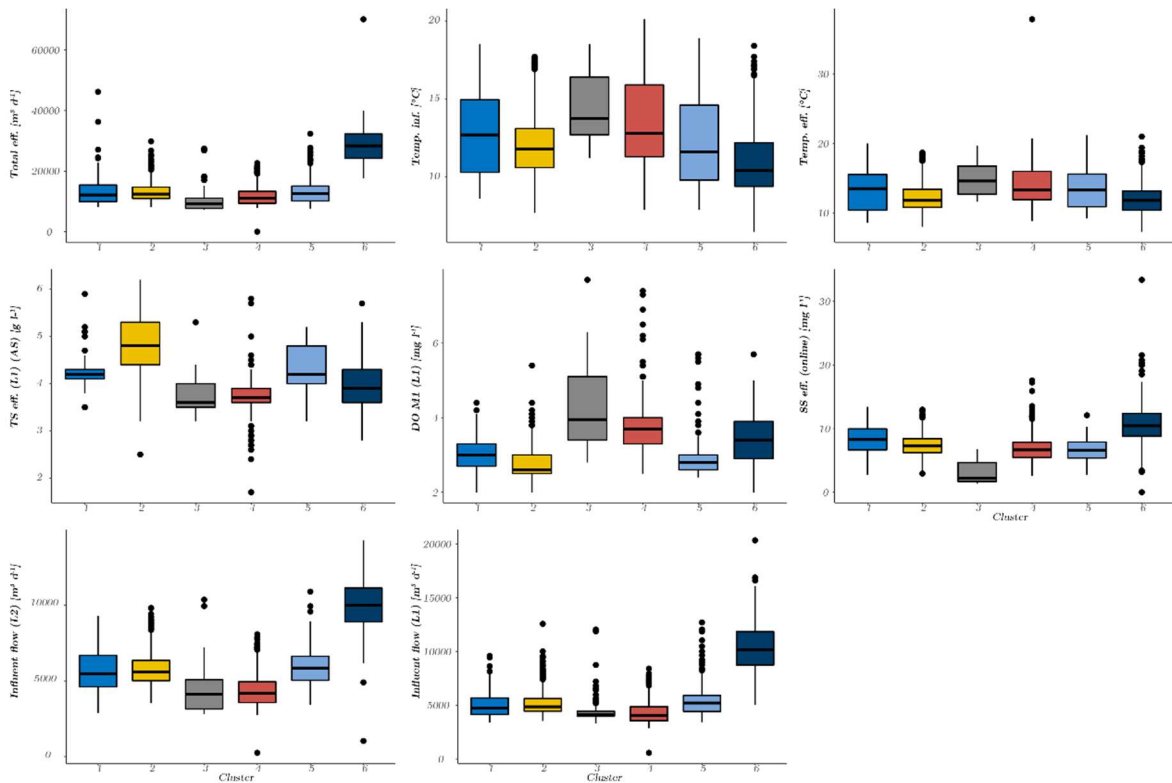 Total eff. [m³ d⁻¹]
60000
40000
20000
0
1 2 3 4 5 6
Temp. inf. [°C]
20
15
10
1 2 3 4 5 6
Temp. eff. [°C]
30
20
10
1 2 3 4 5 6
TS eff. (L1) (AS) [g l⁻¹]
6
5
4
3
2
1 2 3 4 5 6
DO M1 (L1) [mg l⁻¹]
6
4
2
1 2 3 4 5 6
SS eff. (online) [mg l⁻¹]
30
20
10
0
1 2 3 4 5 6
Cluster
Influent flow (L2) [m³ d⁻¹]
10000
5000
0
1 2 3 4 5 6
Cluster
Influent flow (L1) [m³ d⁻¹]
20000
15000
10000
5000
0
1 2 3 4 5 6
Cluster